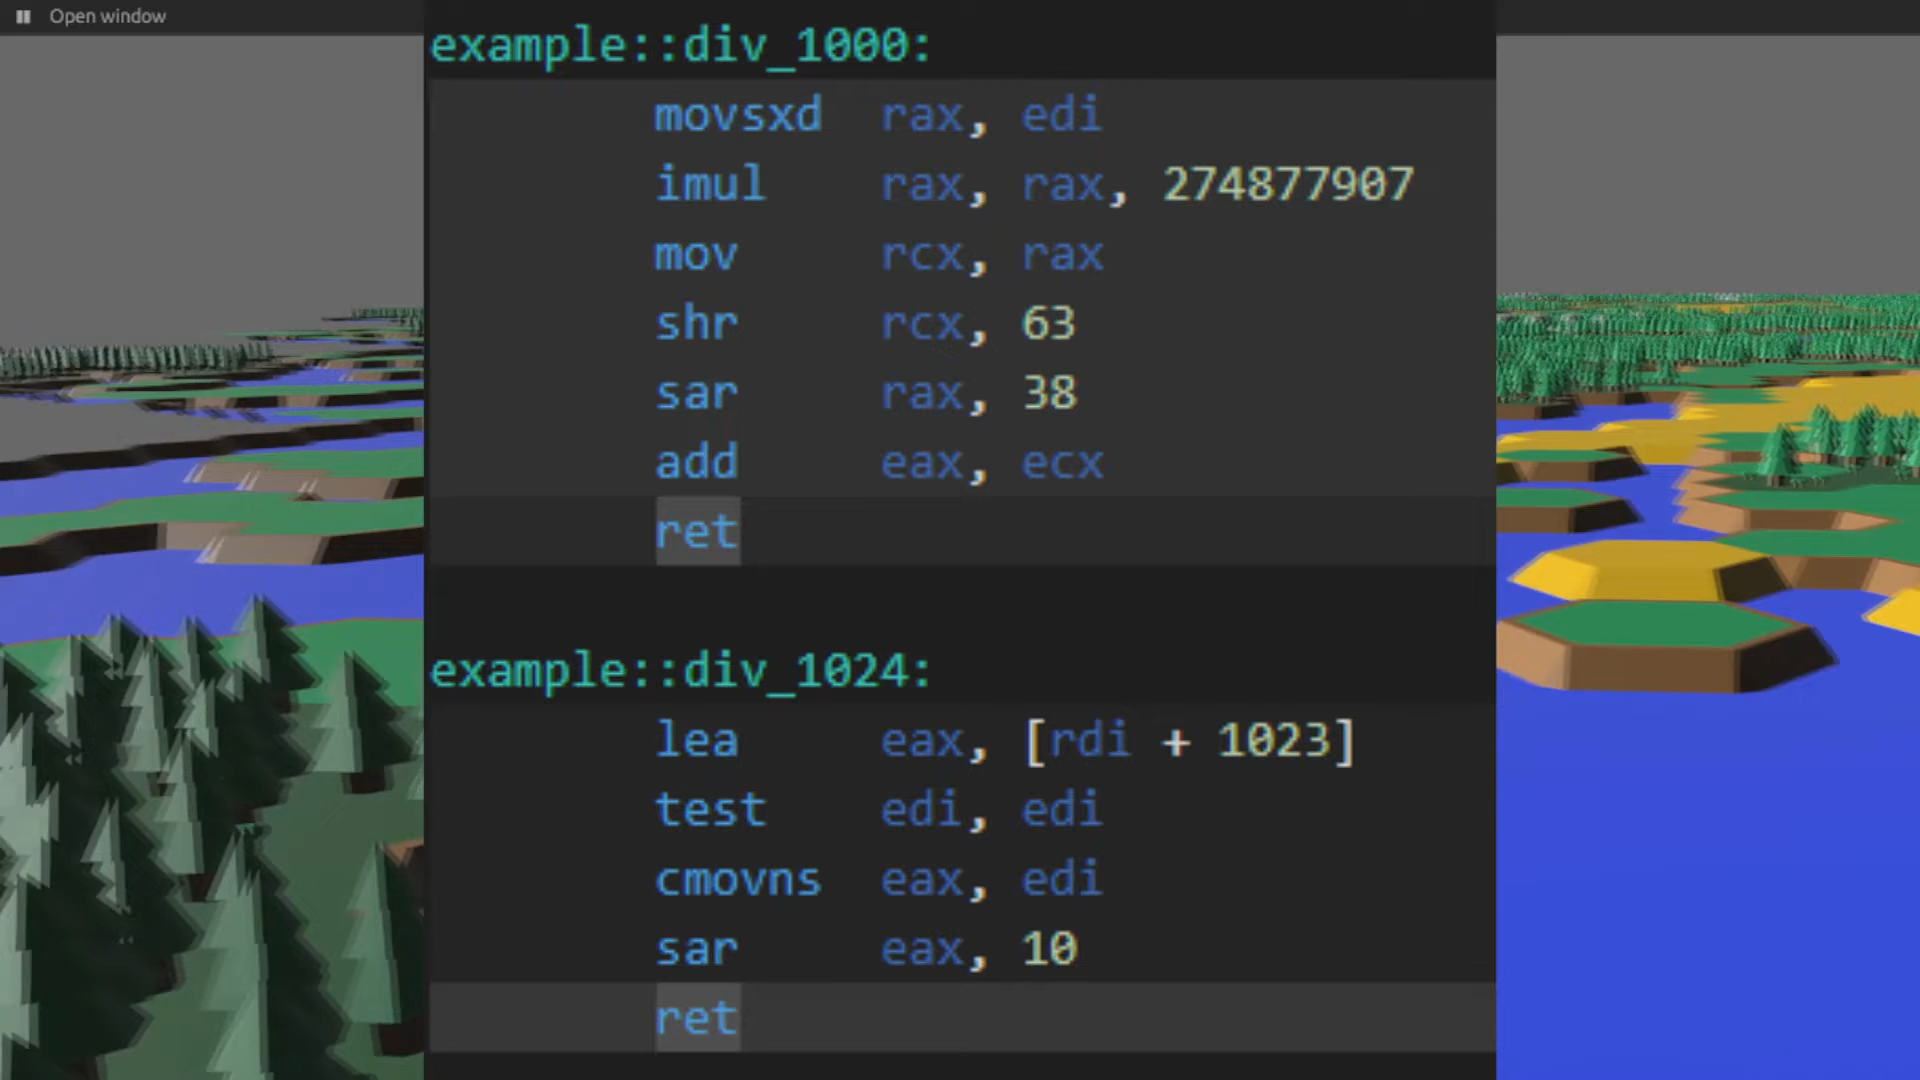 Open window
example::div_1000:
movsxd rax, edi
imul rax, rax, 274877907
mov rcx, rax
shr rcx, 63
sar rax, 38
add eax, ecx
ret
example::div_1024:
lea eax, [rdi + 1023]
test edi, edi
cmovns eax, edi
sar eax, 10
ret